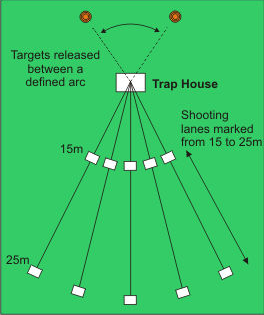 Targets released
between a
defined arc
Trap House
Shooting
lanes marked
from 15 to 25m
15m
25m